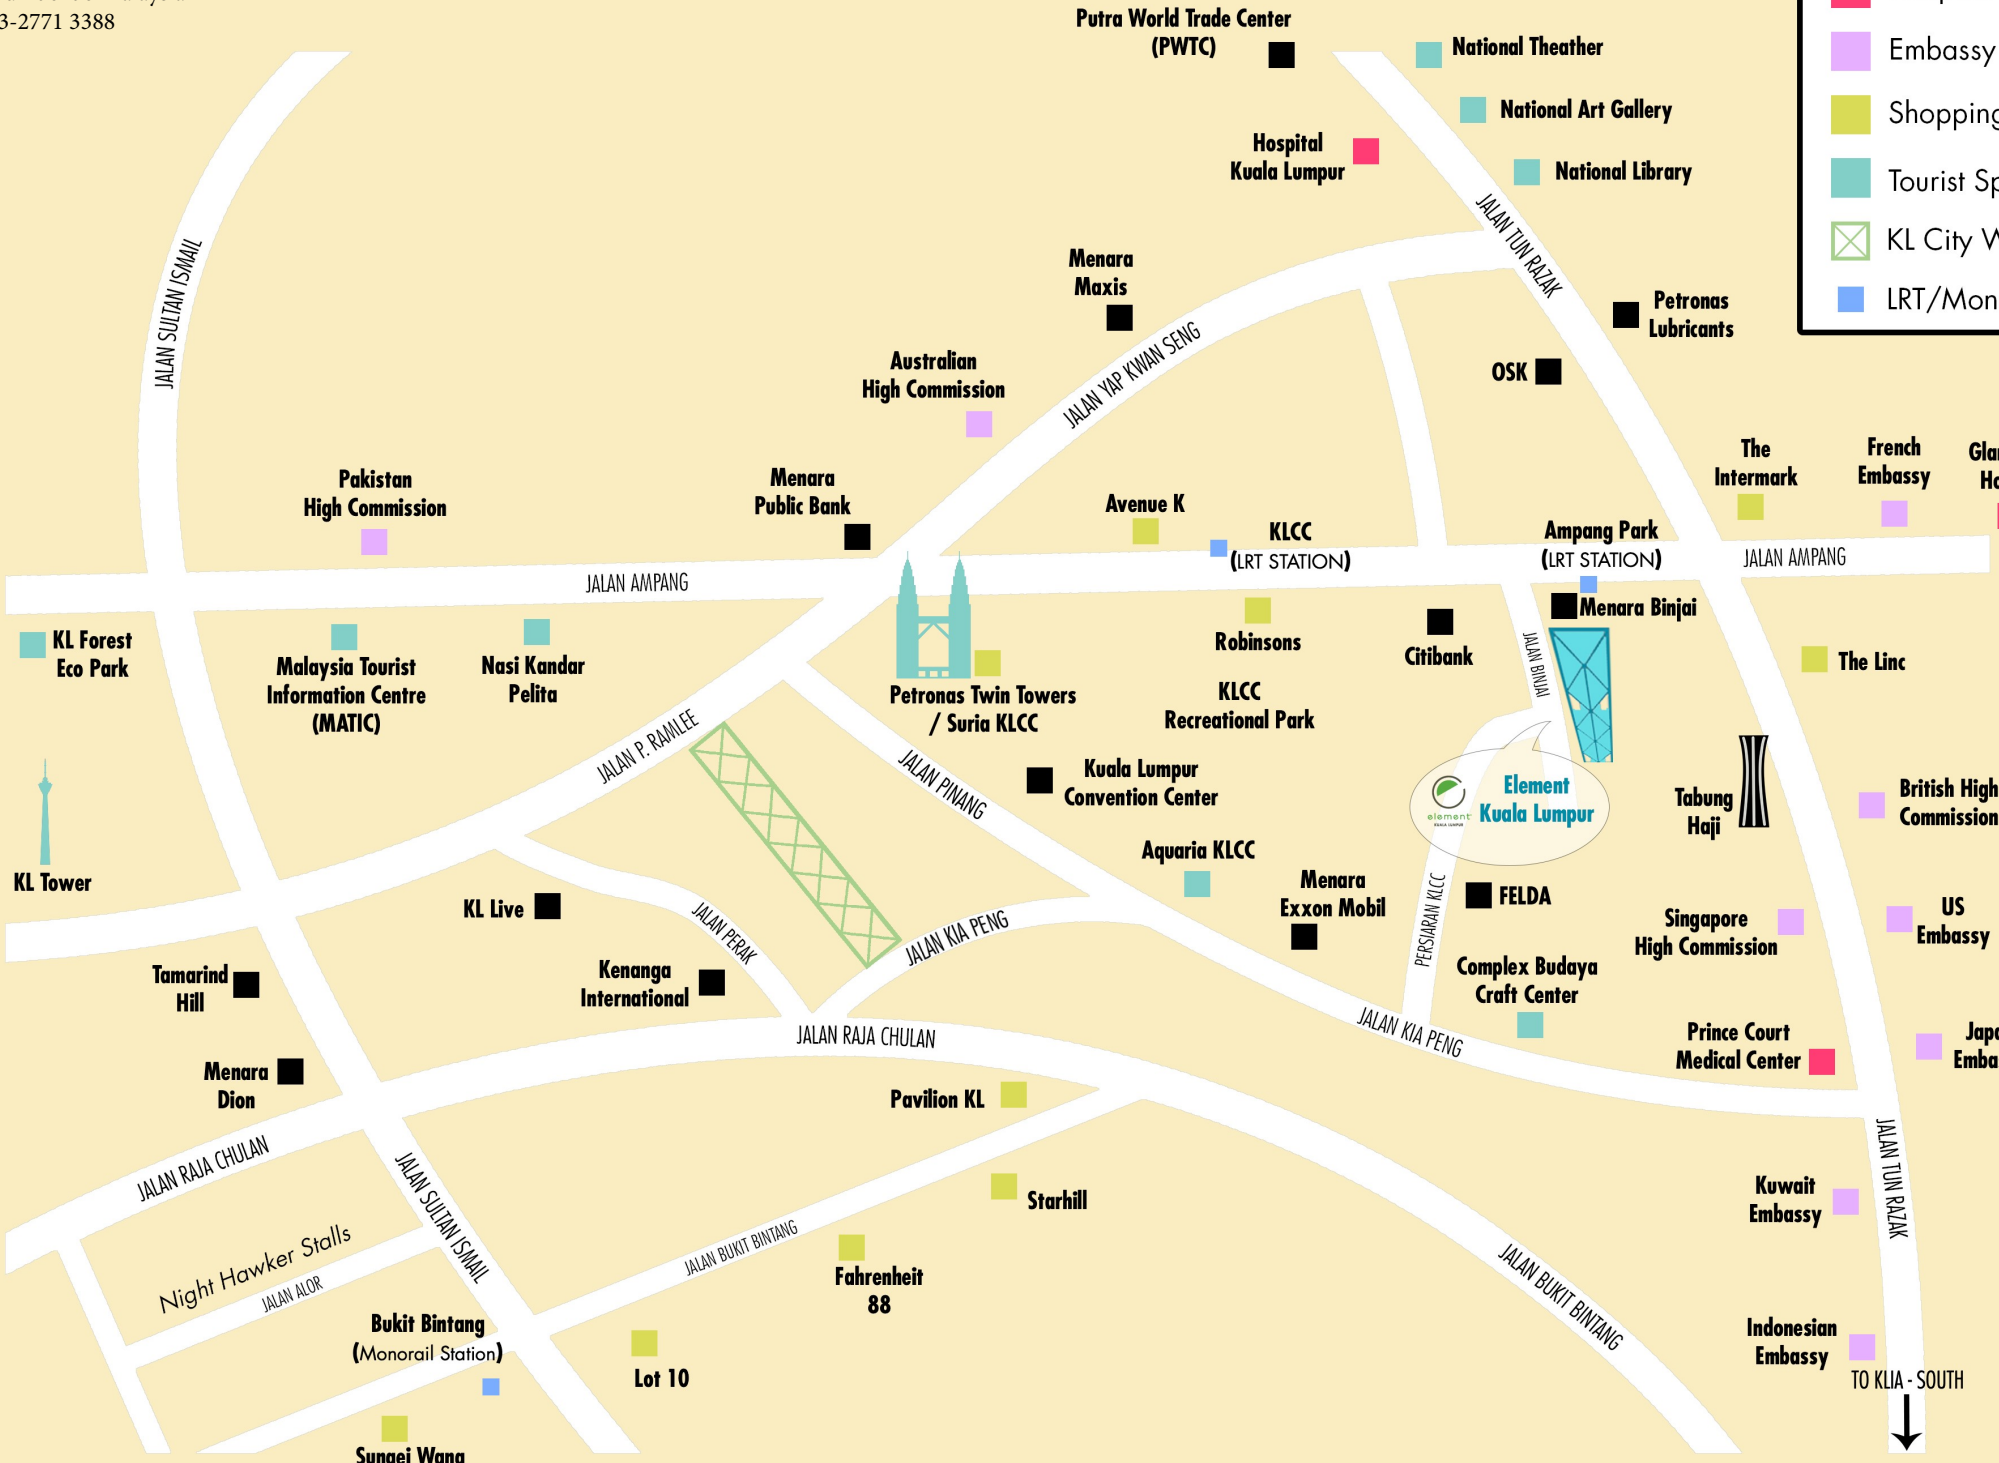 3-2771 3388
Putra World Trade Center
(PWTC)
National Theather
National Art Gallery
Hospital
Kuala Lumpur
National Library
Embassy
Shopping
Tourist
KL City
JALAN TUN RAZAK
JALAN SULTAN ISMAIL
Menara
Maxis
Petronas
Lubricants
OSK
JALAN YAP KWAN SENG
Australian
High Commission
Pakistan
High Commission
Menara
Public Bank
Avenue K
KLCC
(LRT STATION)
Ampang Park
(LRT STATION)
The
Intermark
French
Embassy
JALAN AMPANG
JALAN AMPANG
Menara Binjai
KL Forest
Eco Park
Malaysia Tourist
Information Centre
(MATIC)
Nasi Kandar
Pelita
Petronas Twin Towers
/ Suria KLCC
Robinsons
KLCC
Recreational Park
Citibank
JALAN BINJAI
The Linc
JALAN P. RAMLEE
JALAN PINANG
Kuala Lumpur
Convention Center
element
KUALA LUMPUR
Element
Kuala Lumpur
Tabung
Haji
British High
Commission
KL Tower
Aquaria KLCC
Menara
Exxon Mobil
PERSIARAN KLCC
FELDA
Singapore
High Commission
US
Embassy
KL Live
JALAN PERAK
JALAN KIA PENG
Tamarind
Hill
Kenanga
International
Complex Budaya
Craft Center
JALAN RAJA CHULAN
JALAN KIA PENG
Prince Court
Medical Center
Menara
Dion
Pavilion KL
JALAN RAJA CHULAN
JALAN SULTAN ISMAIL
Starhill
JALAN TUN RAZAK
Kuwait
Embassy
Night Hawker Stalls
JALAN ALOR
JALAN BUKIT BINTANG
Fahrenheit
88
JALAN BUKIT BINTANG
Bukit Bintang
(Monorail Station)
Lot 10
Indonesian
Embassy
TO KLIA - SOUTH
Sungei Wang